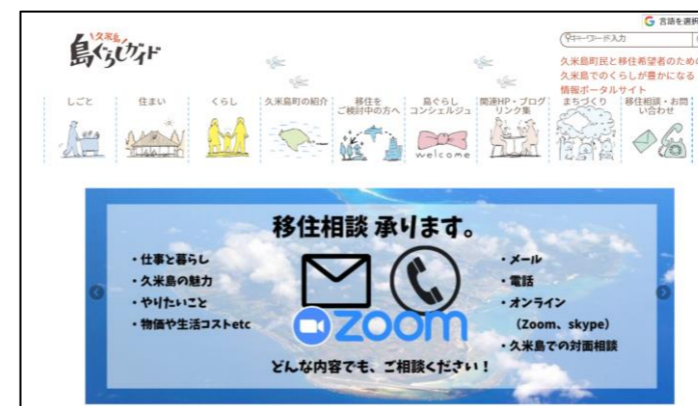 言語を選択
久米島
島ぐらしガイド
キーワード入力
久米島町民と移住希望者のための
久米島でのくらしが豊かになる
情報ポータルサイト
しごと
住まい
くらし
久米島町の紹介
移住を
ご検討中の方へ
島ぐらし
コンシェルジュ
関連HP・ブログ
リンク集
まちづくり
移住相談・お問
い合わせ
welcome
移住相談 承ります。
・仕事と暮らし
・久米島の魅力
・やりたいこと
・物価や生活コストetc
zoom
・メール
・電話
・オンライン
（Zoom、skype）
・久米島での対面相談
どんな内容でも、ご相談ください！